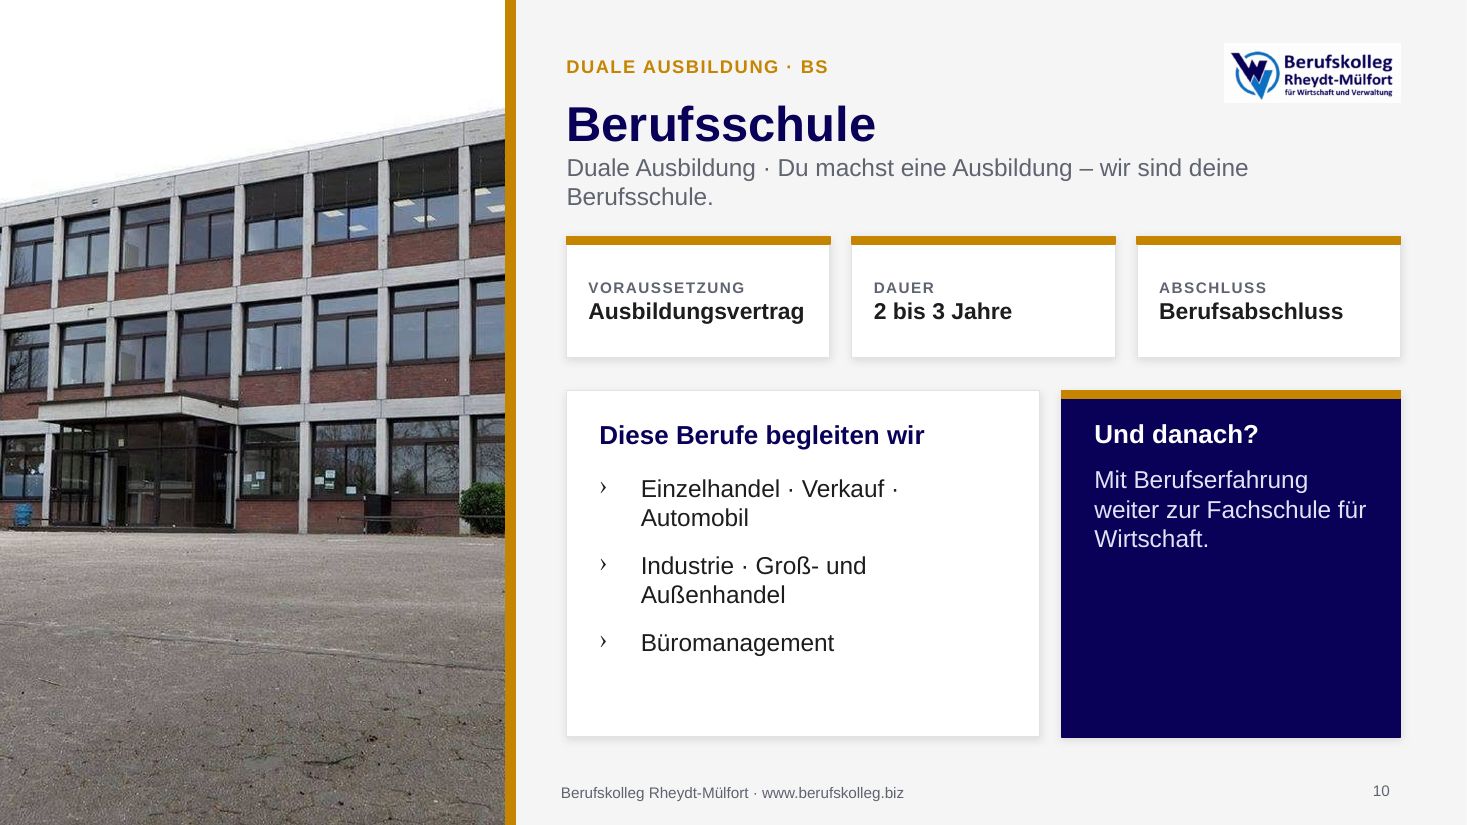 DUALE AUSBILDUNG · BS
Berufskolleg
Rheydt-Mülfort
für Wirtschaft und Verwaltung
Berufsschule
Duale Ausbildung · Du machst eine Ausbildung – wir sind deine
Berufsschule.
VORAUSSETZUNG
Ausbildungsvertrag
DAUER
2 bis 3 Jahre
ABSCHLUSS
Berufsabschluss
Diese Berufe begleiten wir
› Einzelhandel · Verkauf ·
Automobil
› Industrie · Groß- und
Außenhandel
› Büromanagement
Und danach?
Mit Berufserfahrung
weiter zur Fachschule für
Wirtschaft.
Berufskolleg Rheydt-Mülfort · www.berufskolleg.biz
10